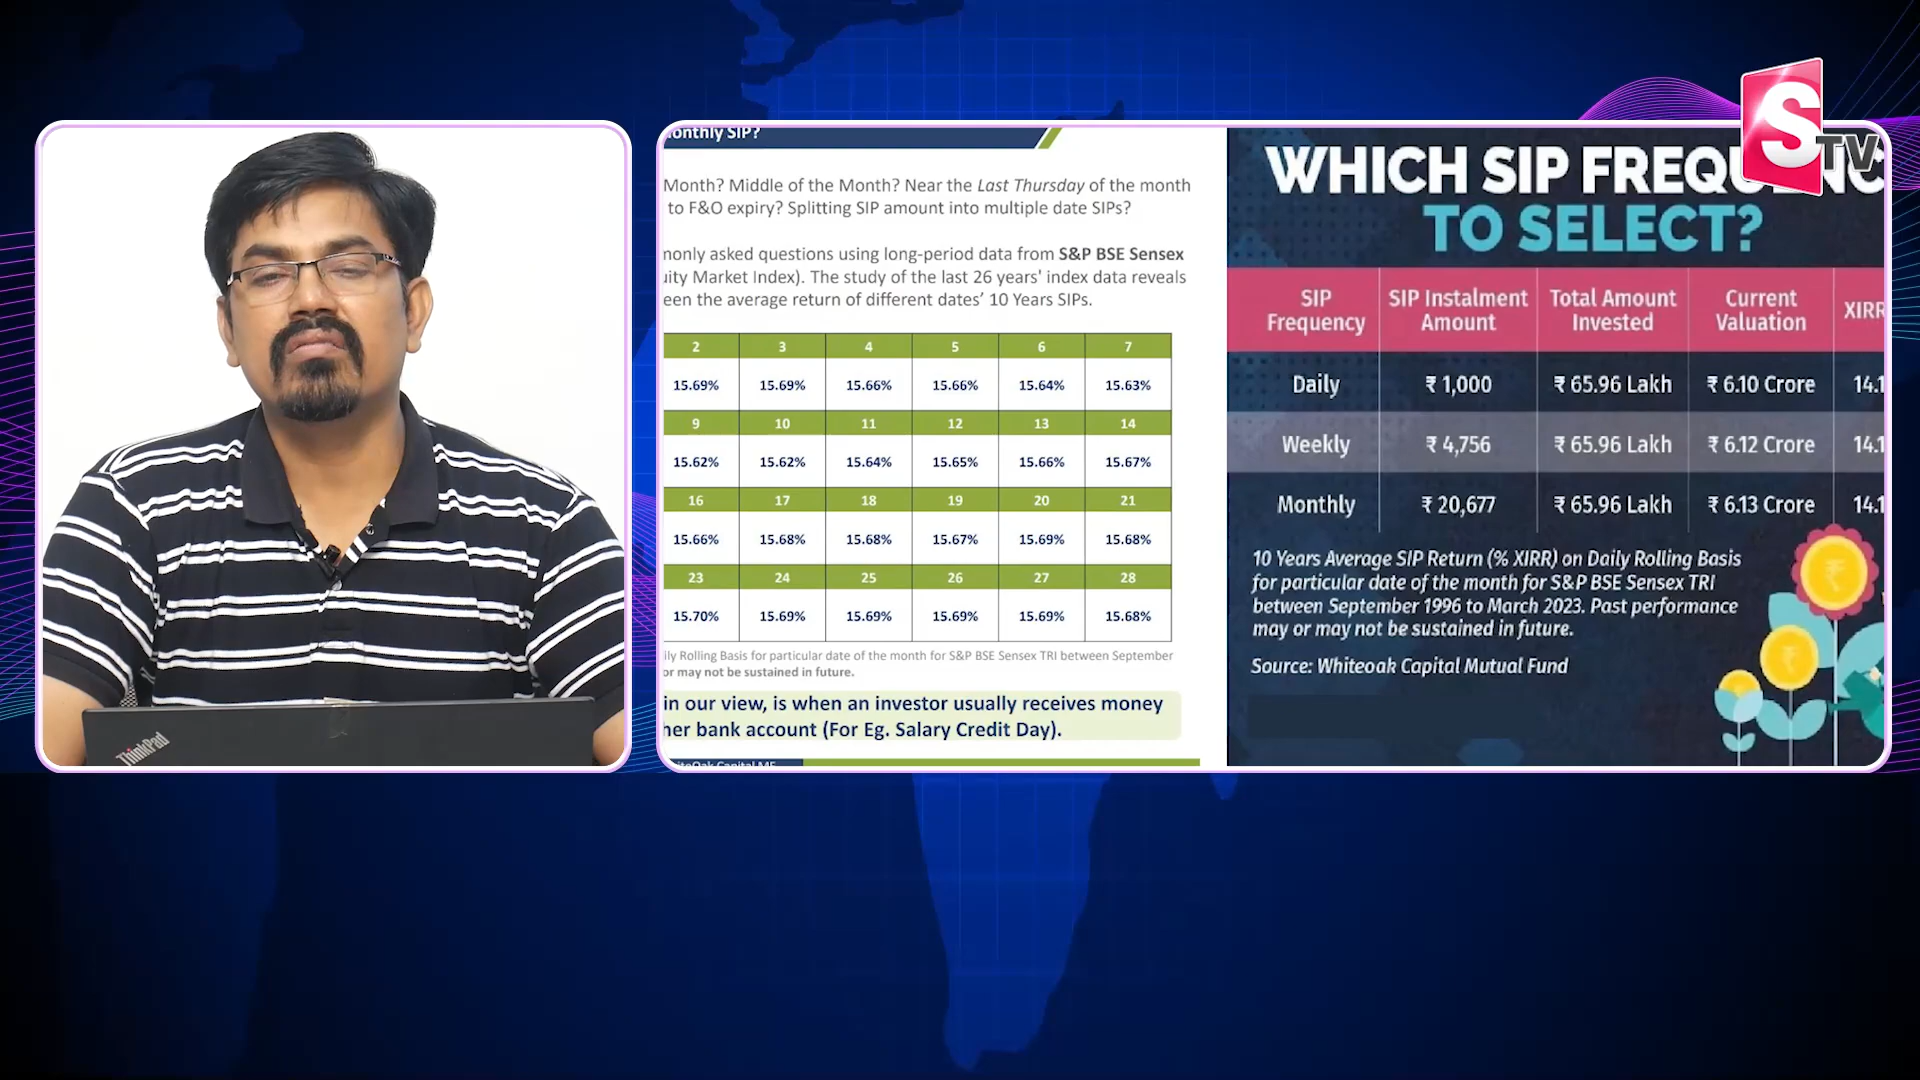 onthly SIP?
Month? Middle of the Month? Near the Last Thursday of the month
to F&O expiry? Splitting SIP amount into multiple date SIPs?
monly asked questions using long-period data from S&P BSE Sensex
uity Market Index). The study of the last 26 years' index data reveals
een the average return of different dates' 10 Years SIPs.
2 3 4 5 6 7
15.69% 15.69% 15.66% 15.66% 15.64% 15.63%
9 10 11 12 13 14
15.62% 15.62% 15.64% 15.65% 15.66% 15.67%
16 17 18 19 20 21
15.66% 15.68% 15.68% 15.67% 15.69% 15.68%
23 24 25 26 27 28
15.70% 15.69% 15.69% 15.69% 15.69% 15.68%
ily Rolling Basis for particular date of the month for S&P BSE Sensex TRI between September
or may not be sustained in future.
in our view, is when an investor usually receives money
her bank account (For Eg. Salary Credit Day).
iteOak Capital MF
STV
WHICH SIP FREQUENC
TO SELECT?
SIP Frequency SIP Instalment Amount Total Amount Invested Current Valuation XIRR
Daily ₹ 1,000 ₹ 65.96 Lakh ₹ 6.10 Crore 14.1
Weekly ₹ 4,756 ₹ 65.96 Lakh ₹ 6.12 Crore 14.1
Monthly ₹ 20,677 ₹ 65.96 Lakh ₹ 6.13 Crore 14.1
10 Years Average SIP Return (% XIRR) on Daily Rolling Basis
for particular date of the month for S&P BSE Sensex TRI
between September 1996 to March 2023. Past performance
may or may not be sustained in future.
Source: Whiteoak Capital Mutual Fund
ThinkPad